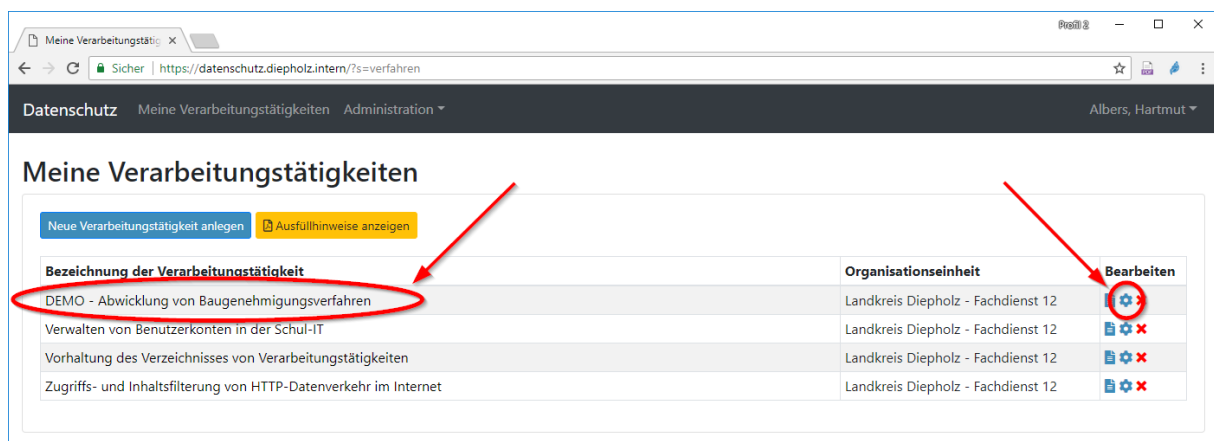 Profil 2
Meine Verarbeitungstätig
Sicher | https://datenschutz.diepholz.intern/?s=verfahren
PDF
Datenschutz Meine Verarbeitungstätigkeiten Administration Albers, Hartmut
Meine Verarbeitungstätigkeiten
Neue Verarbeitungstätigkeit anlegen Ausfüllhinweise anzeigen
Bezeichnung der Verarbeitungstätigkeit Organisationseinheit Bearbeiten
DEMO - Abwicklung von Baugenehmigungsverfahren Landkreis Diepholz - Fachdienst 12
Verwalten von Benutzerkonten in der Schul-IT Landkreis Diepholz - Fachdienst 12
Vorhaltung des Verzeichnisses von Verarbeitungstätigkeiten Landkreis Diepholz - Fachdienst 12
Zugriffs- und Inhaltsfilterung von HTTP-Datenverkehr im Internet Landkreis Diepholz - Fachdienst 12